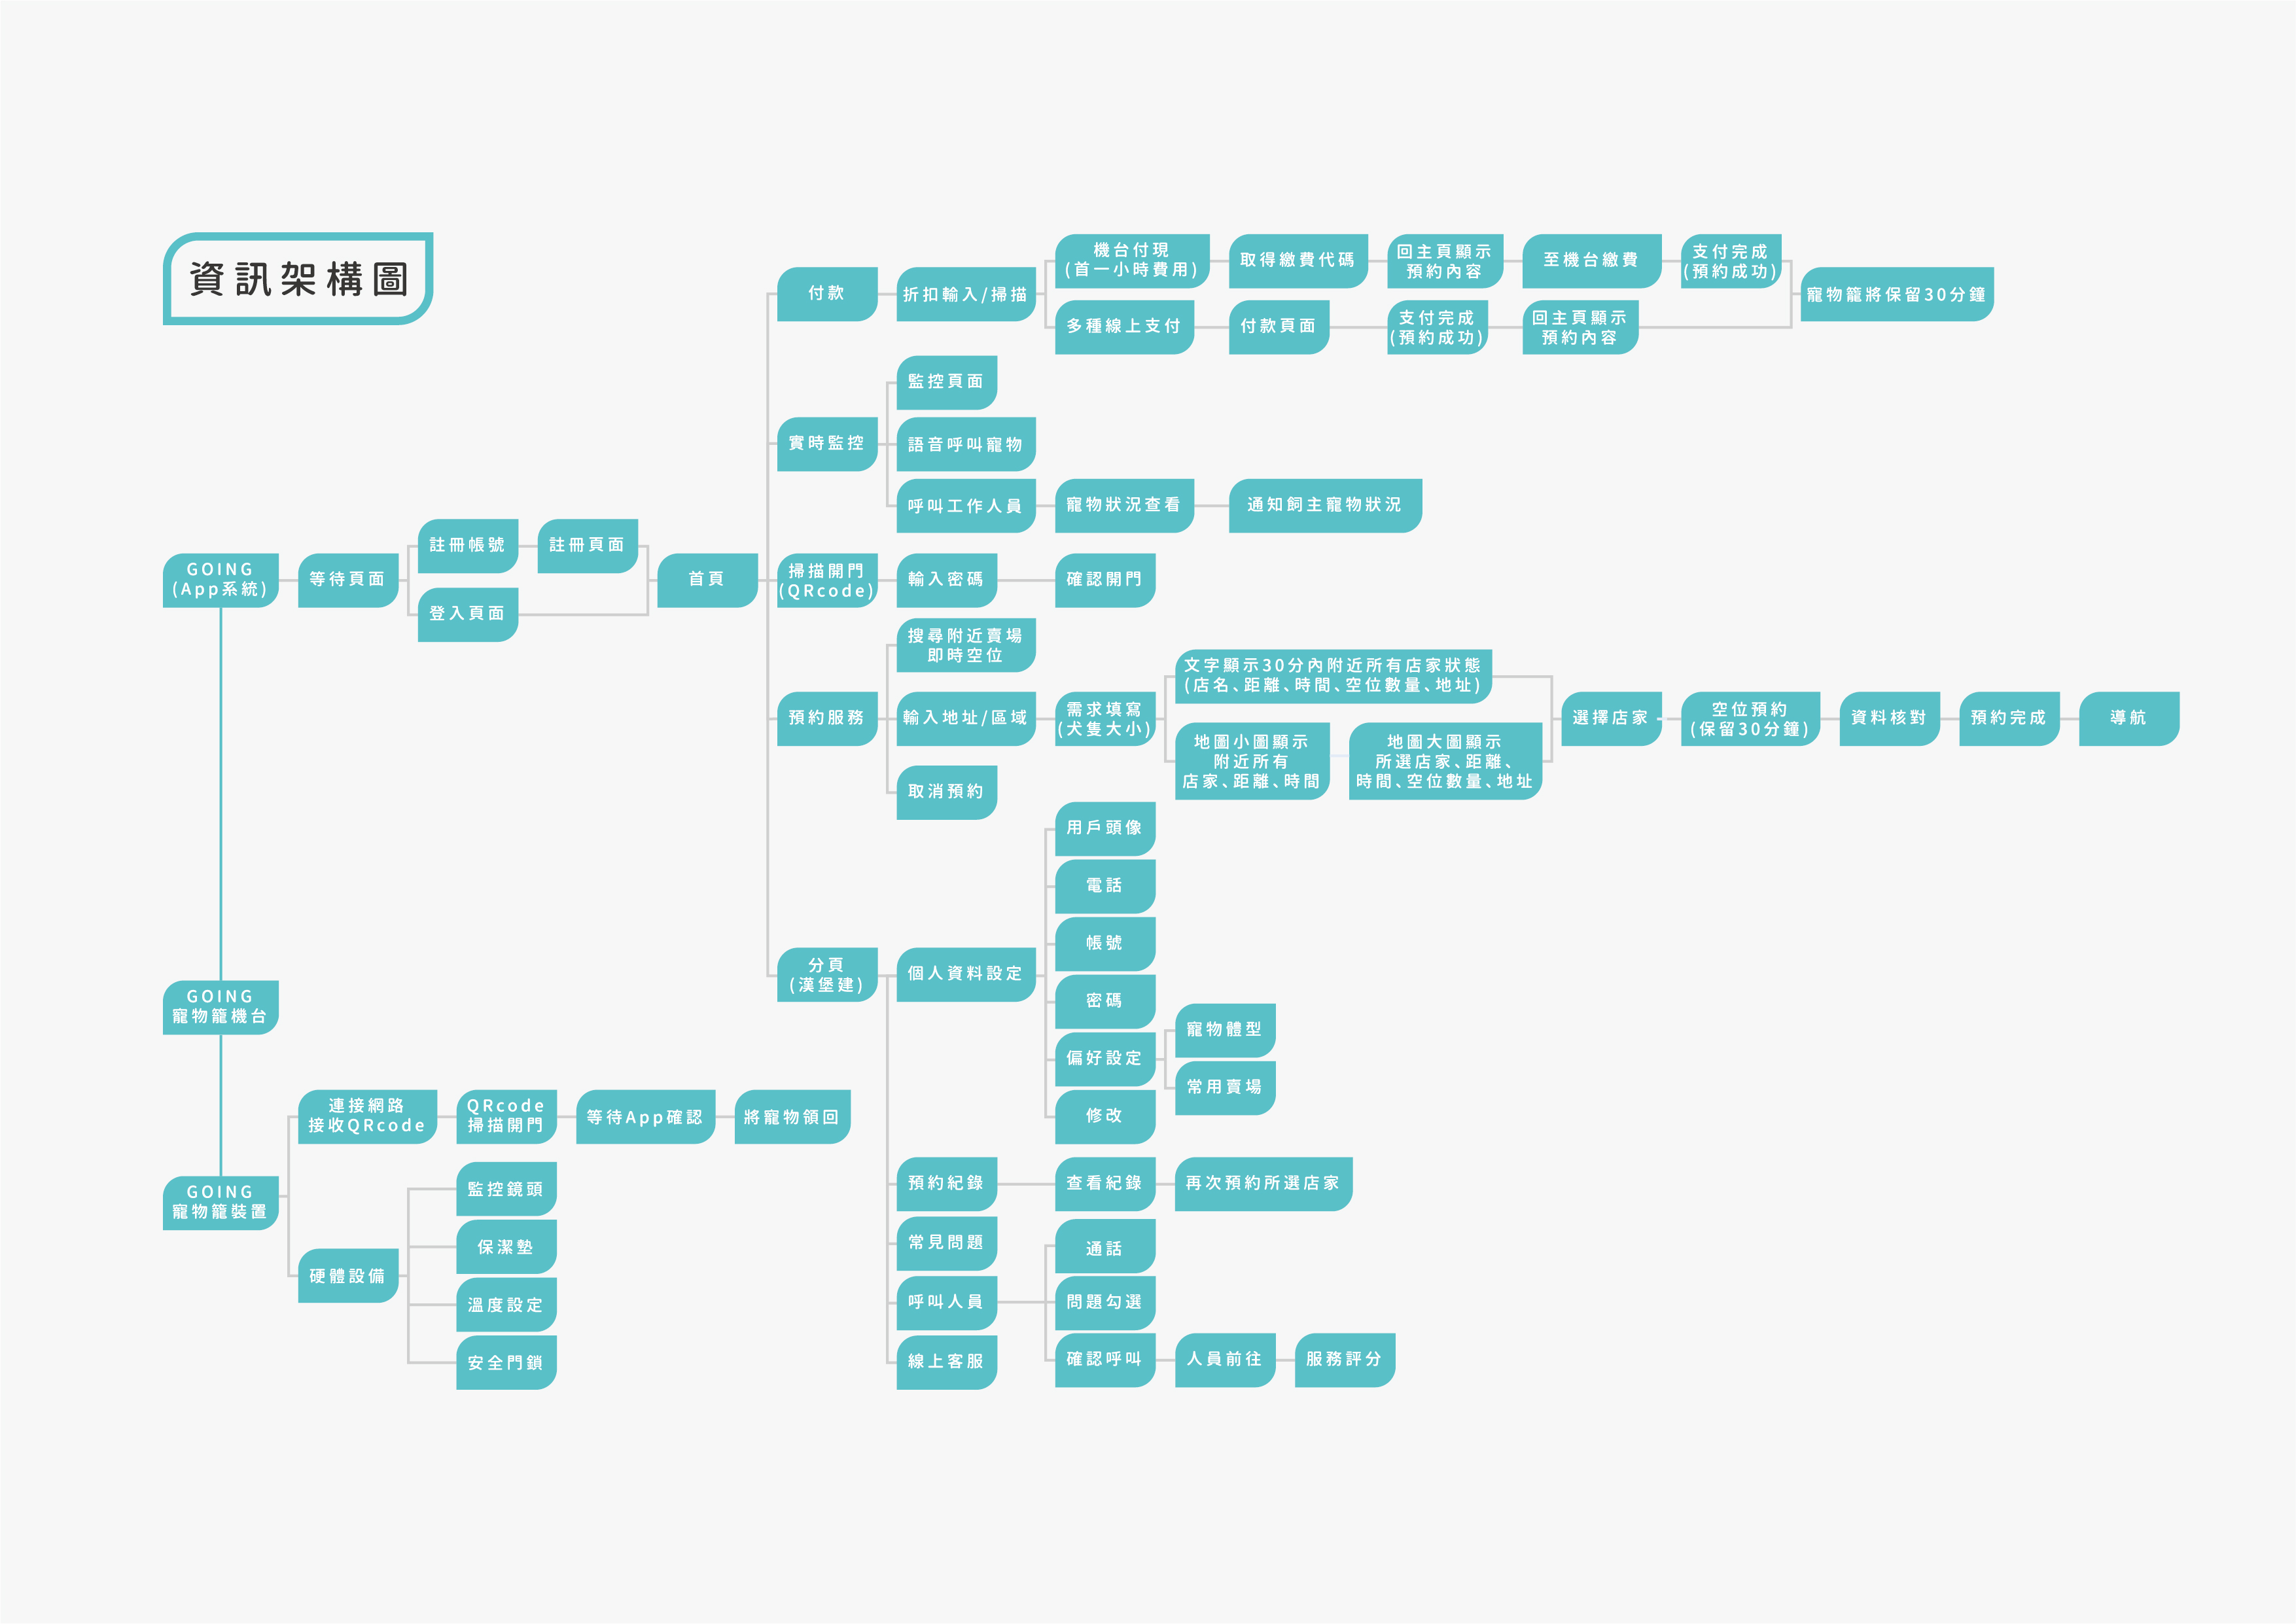 資訊架構圖
GOING
(App系統)
等待頁面
註冊帳號
註冊頁面
登入頁面
首頁
付款
折扣輸入/掃描
機台付現
(首一小時費用)
取得繳費代碼
回主頁顯示
預約內容
至機台繳費
支付完成
(預約成功)
多種線上支付
付款頁面
支付完成
(預約成功)
回主頁顯示
預約內容
寵物籠將保留30分鐘
實時監控
監控頁面
語音呼叫寵物
呼叫工作人員
寵物狀況查看
通知飼主寵物狀況
掃描開門
(QRcode)
輸入密碼
確認開門
預約服務
搜尋附近賣場
即時空位
輸入地址/區域
需求填寫
(犬隻大小)
文字顯示30分內附近所有店家狀態
(店名、距離、時間、空位數量、地址)
地圖小圖顯示
附近所有
店家、距離、時間
地圖大圖顯示
所選店家、距離、
時間、空位數量、地址
選擇店家
空位預約
(保留30分鐘)
資料核對
預約完成
導航
取消預約
分頁
(漢堡建)
個人資料設定
用戶頭像
電話
帳號
密碼
偏好設定
寵物體型
常用賣場
修改
預約紀錄
查看紀錄
再次預約所選店家
常見問題
呼叫人員
通話
問題勾選
確認呼叫
人員前往
服務評分
線上客服
GOING
寵物籠機台
GOING
寵物籠裝置
連接網路
接收QRcode
QRcode
掃描開門
等待App確認
將寵物領回
硬體設備
監控鏡頭
保潔墊
溫度設定
安全門鎖